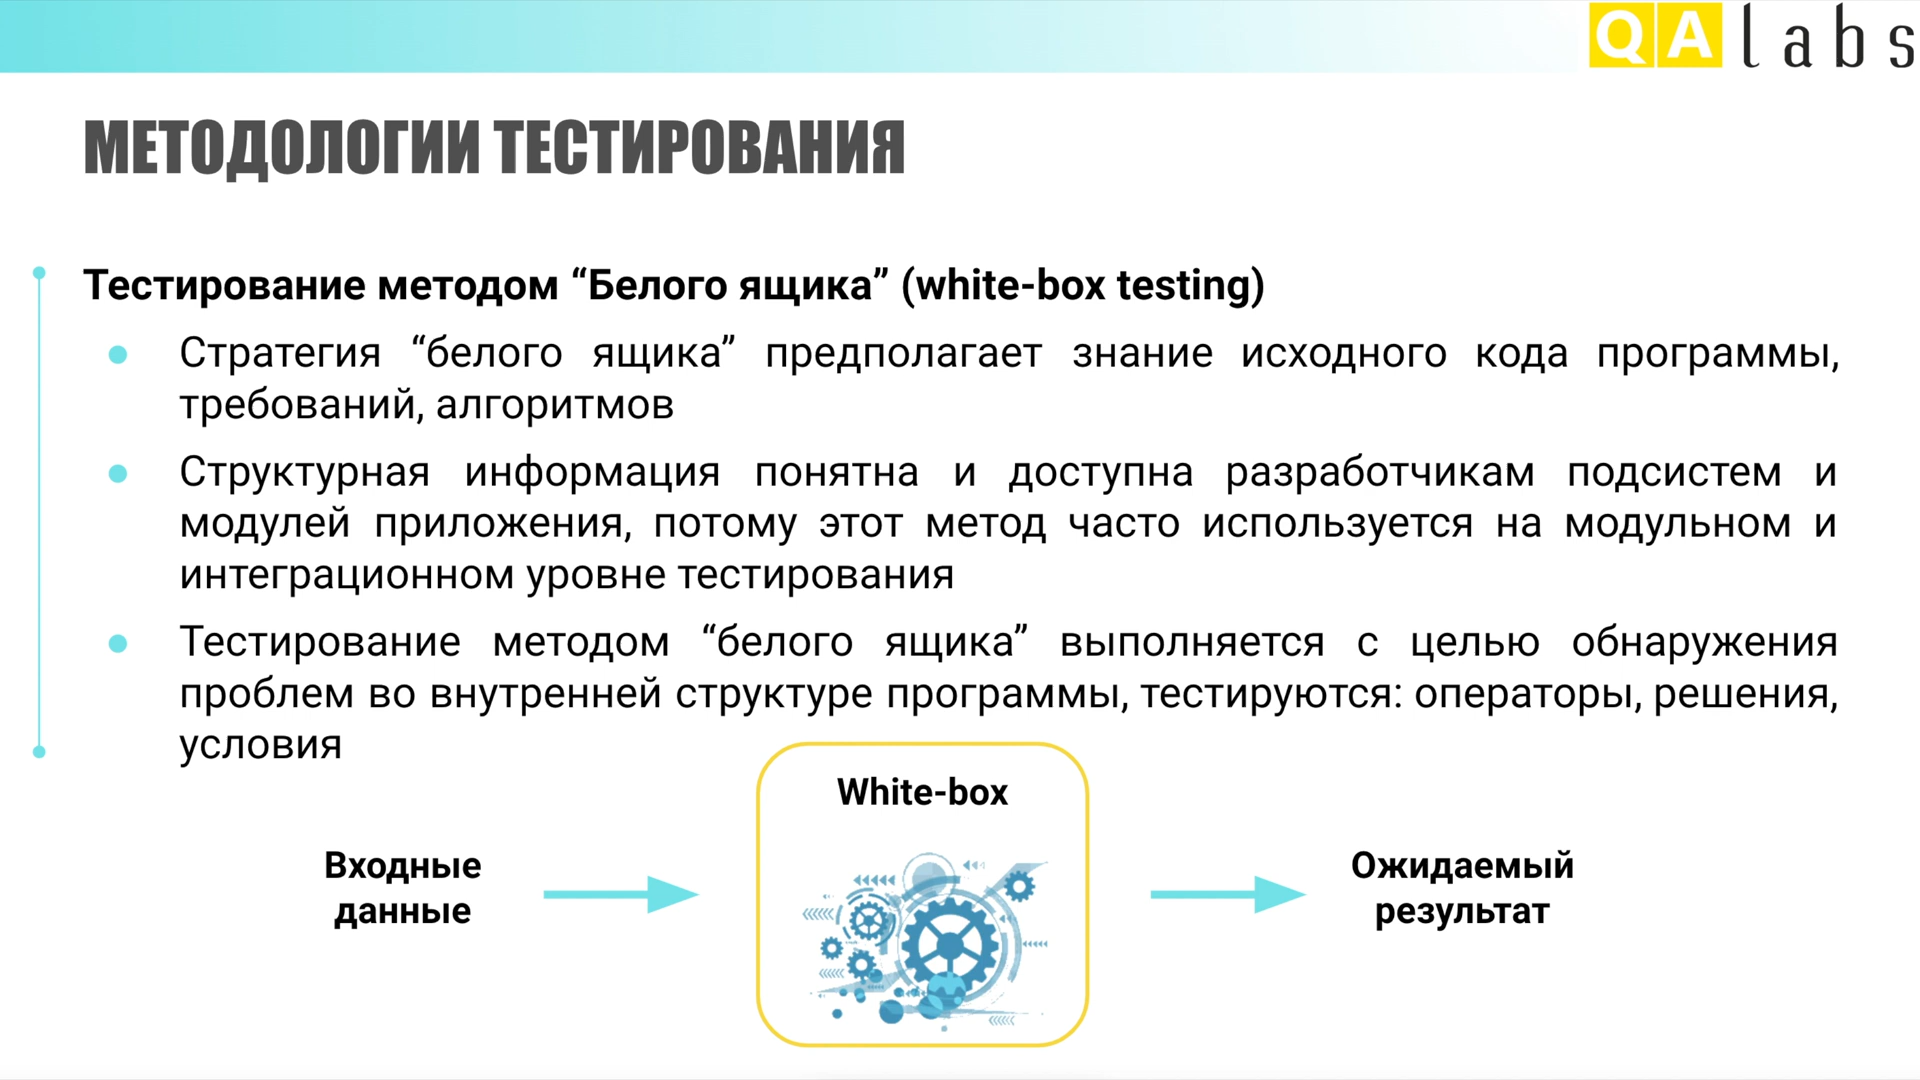 QA labs
МЕТОДОЛОГИИ ТЕСТИРОВАНИЯ
Тестирование методом “Белого ящика” (white-box testing)
Стратегия “белого ящика” предполагает знание исходного кода программы,
требований, алгоритмов
Структурная информация понятна и доступна разработчикам подсистем и
модулей приложения, потому этот метод часто используется на модульном и
интеграционном уровне тестирования
Тестирование методом “белого ящика” выполняется с целью обнаружения
проблем во внутренней структуре программы, тестируются: операторы, решения,
условия
White-box
Входные
данные
Ожидаемый
результат